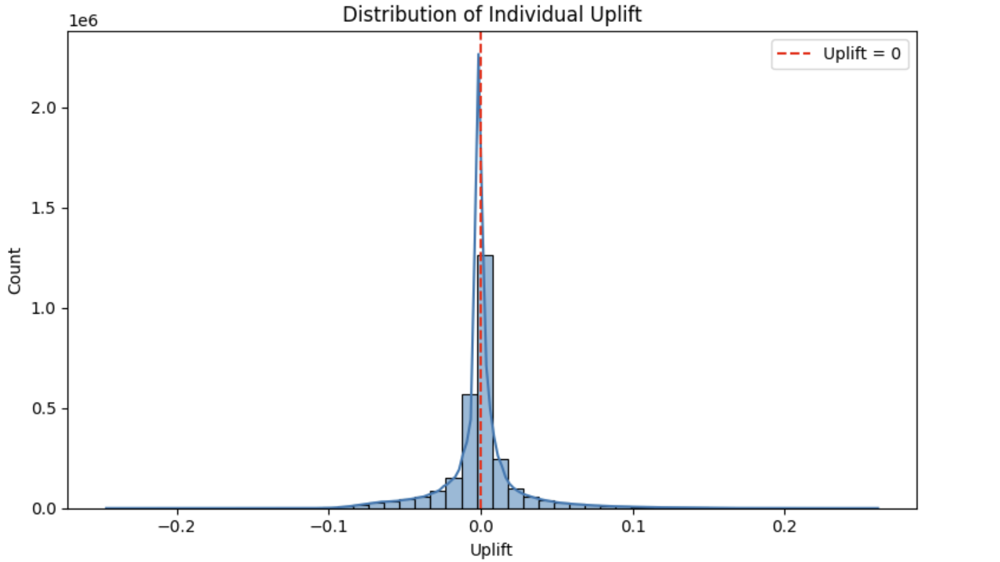 Distribution of Individual Uplift
1e6
Uplift = 0
2.0
1.5
1.0
0.5
0.0
Count
−0.2
−0.1
0.0
0.1
0.2
Uplift